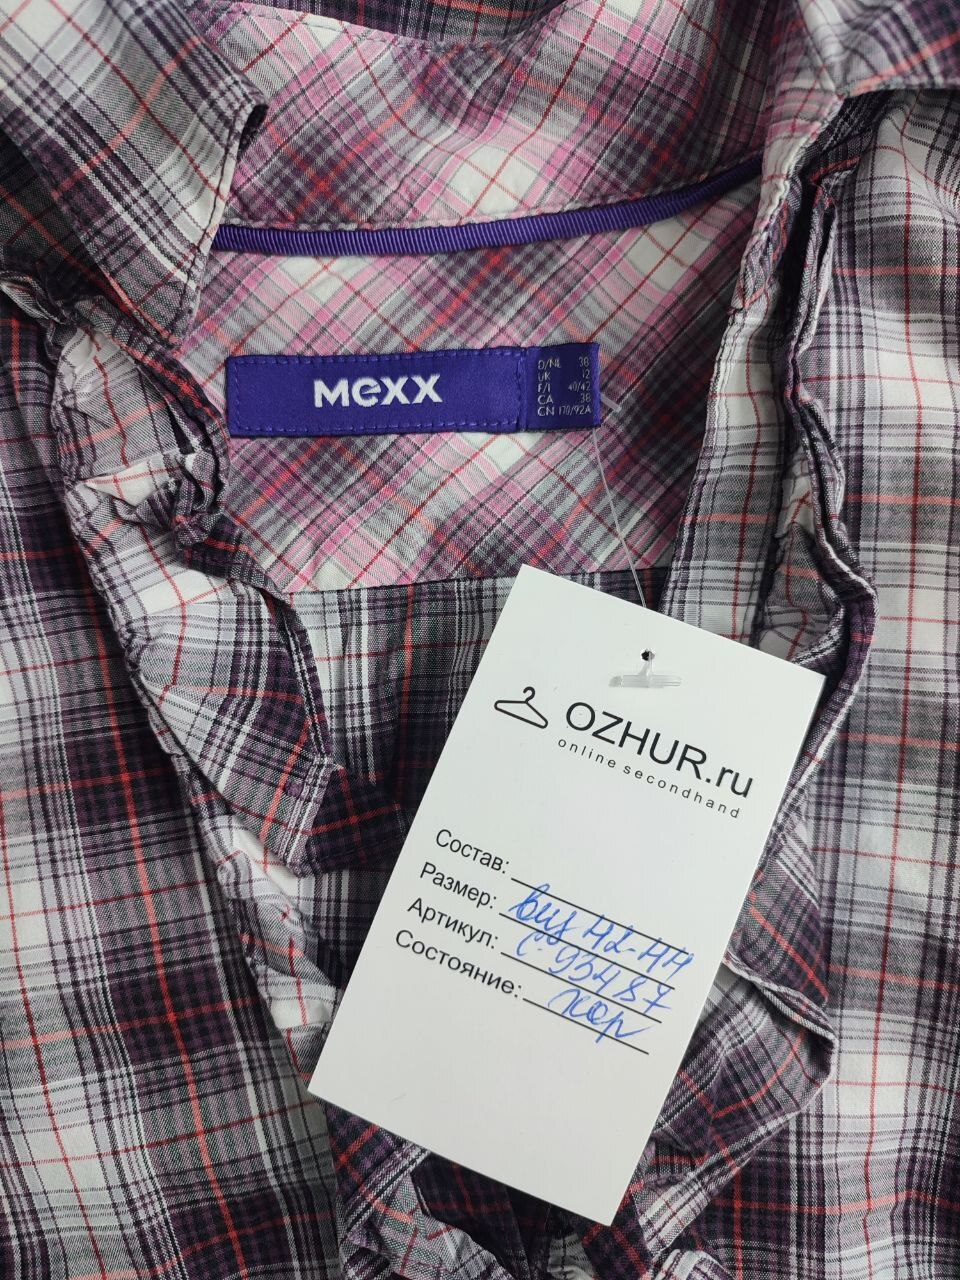 Mexx
D/NL 38
UK 12
F/I 40/42
CA 38
CN 170/92A
OZHUR.ru
online secondhand
Состав:
Размер: виз 42-44
Артикул: С-93487
Состояние: хор